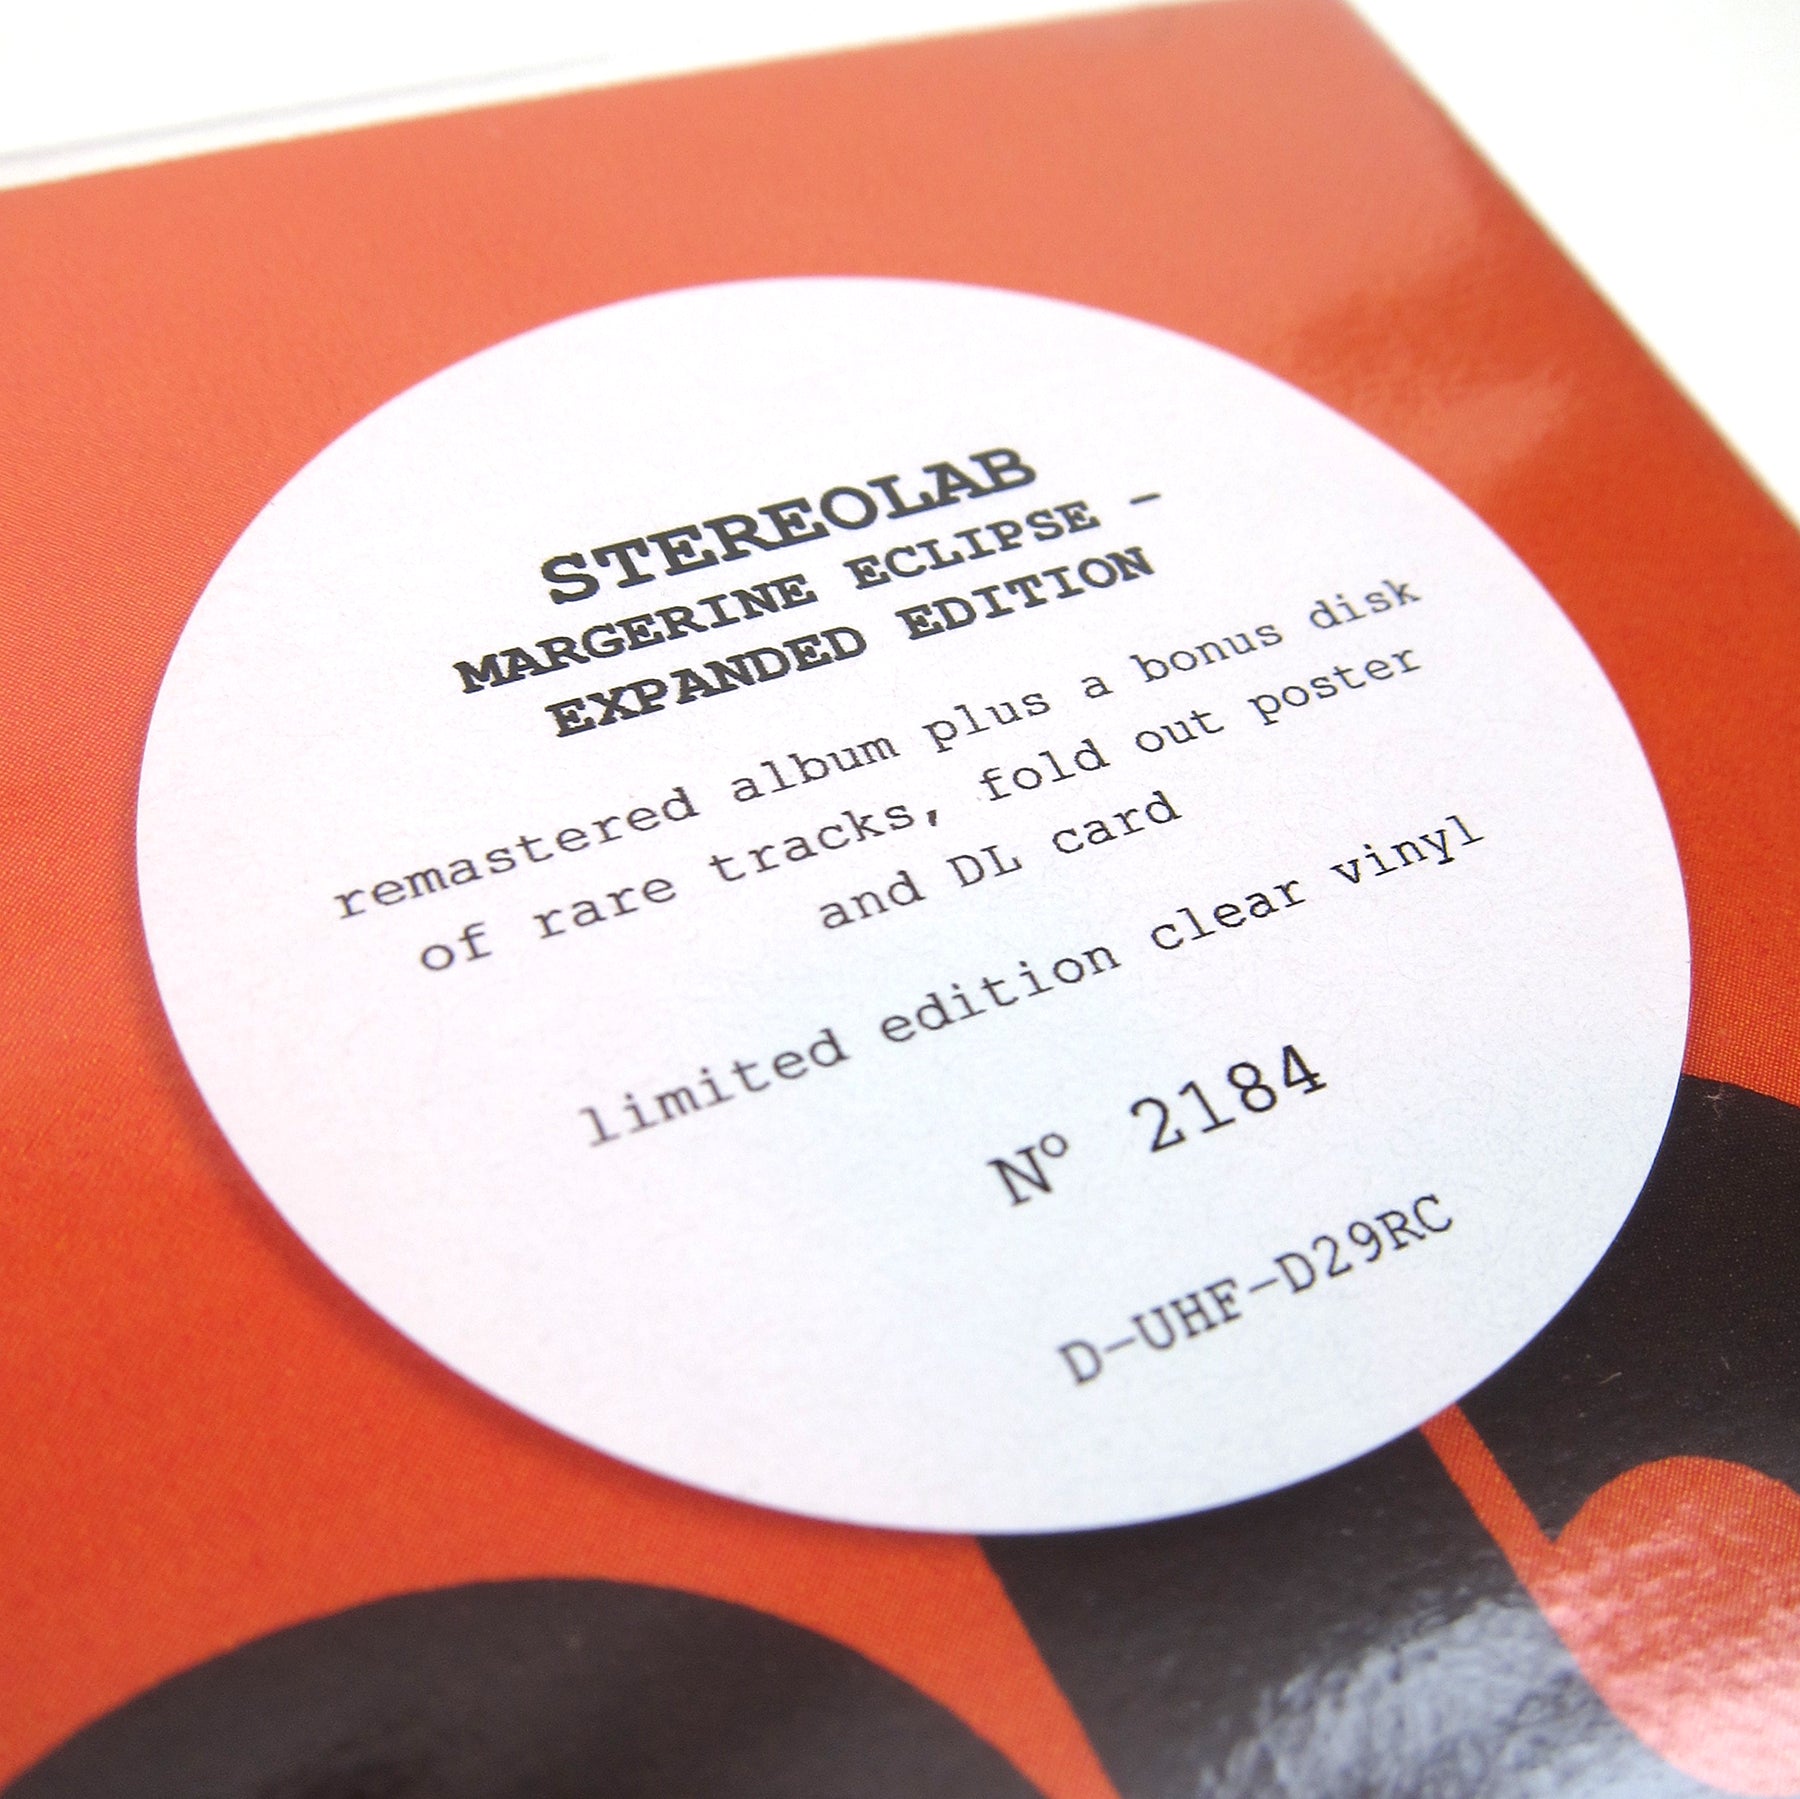 STEREOLAB
MARGERINE ECLIPSE -
EXPANDED EDITION
remastered album plus a bonus disk
of rare tracks, fold out poster
and DL card
limited edition clear vinyl
Nº 2184
D-UHF-D29RC